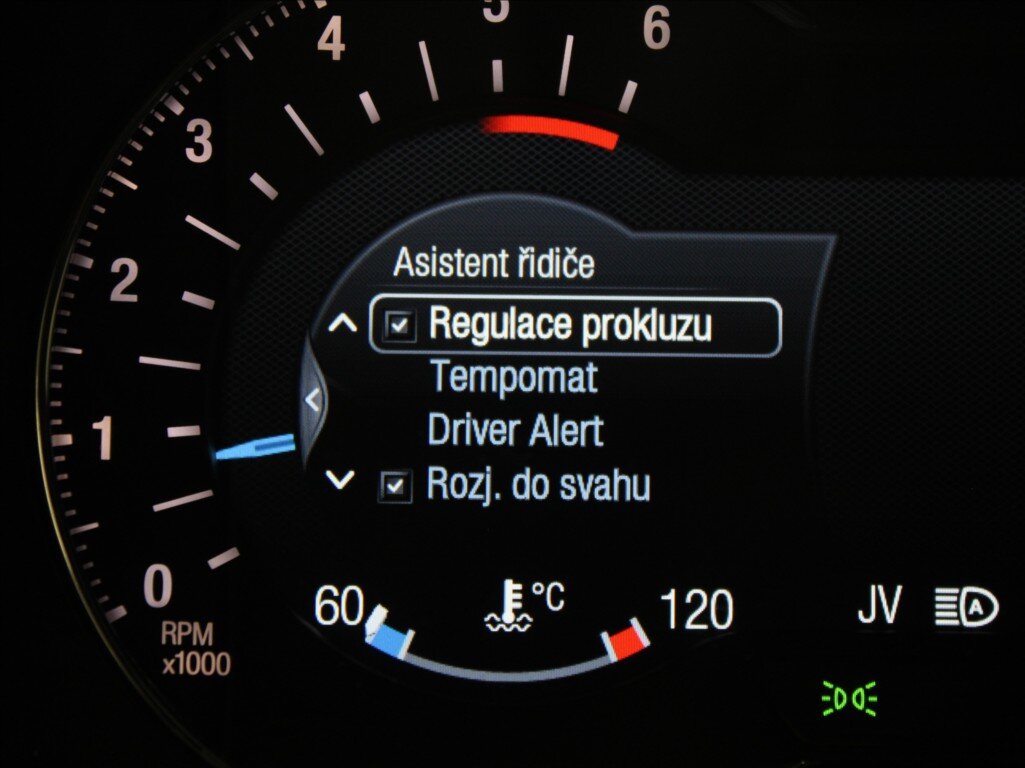 6
5
4
3
2
1
0
RPM
x1000
Asistent řidiče
Regulace prokluzu
Tempomat
Driver Alert
Rozj. do svahu
60 °C 120
JV A